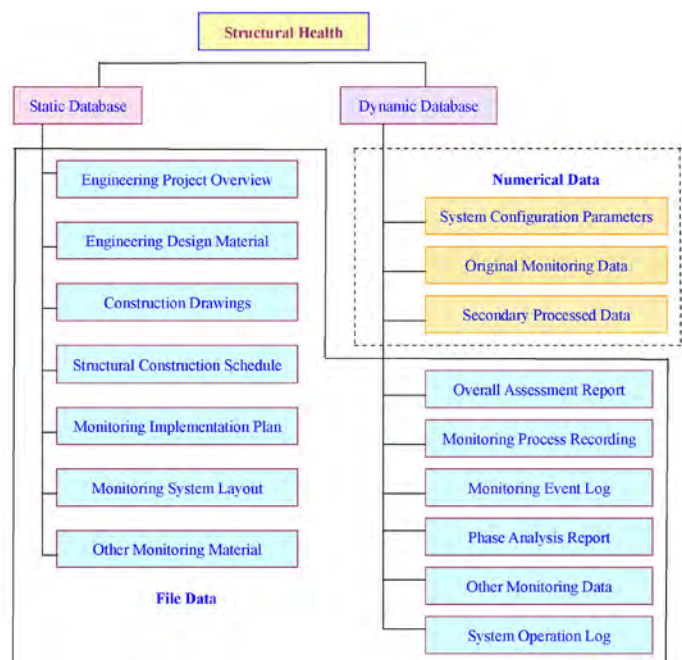 Structural Health
Static Database
Dynamic Database
Engineering Project Overview
Engineering Design Material
Construction Drawings
Structural Construction Schedule
Monitoring Implementation Plan
Monitoring System Layout
Other Monitoring Material
File Data
Numerical Data
System Configuration Parameters
Original Monitoring Data
Secondary Processed Data
Overall Assessment Report
Monitoring Process Recording
Monitoring Event Log
Phase Analysis Report
Other Monitoring Data
System Operation Log